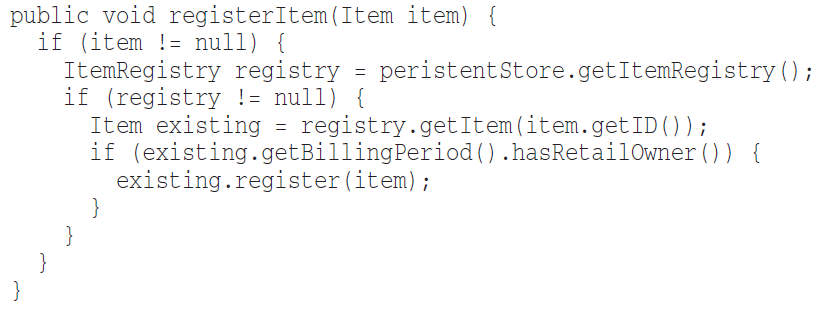 public void registerItem(Item item) {
  if (item != null) {
    ItemRegistry registry = peristentStore.getItemRegistry();
    if (registry != null) {
      Item existing = registry.getItem(item.getID());
      if (existing.getBillingPeriod().hasRetailOwner()) {
        existing.register(item);
      }
    }
  }
}